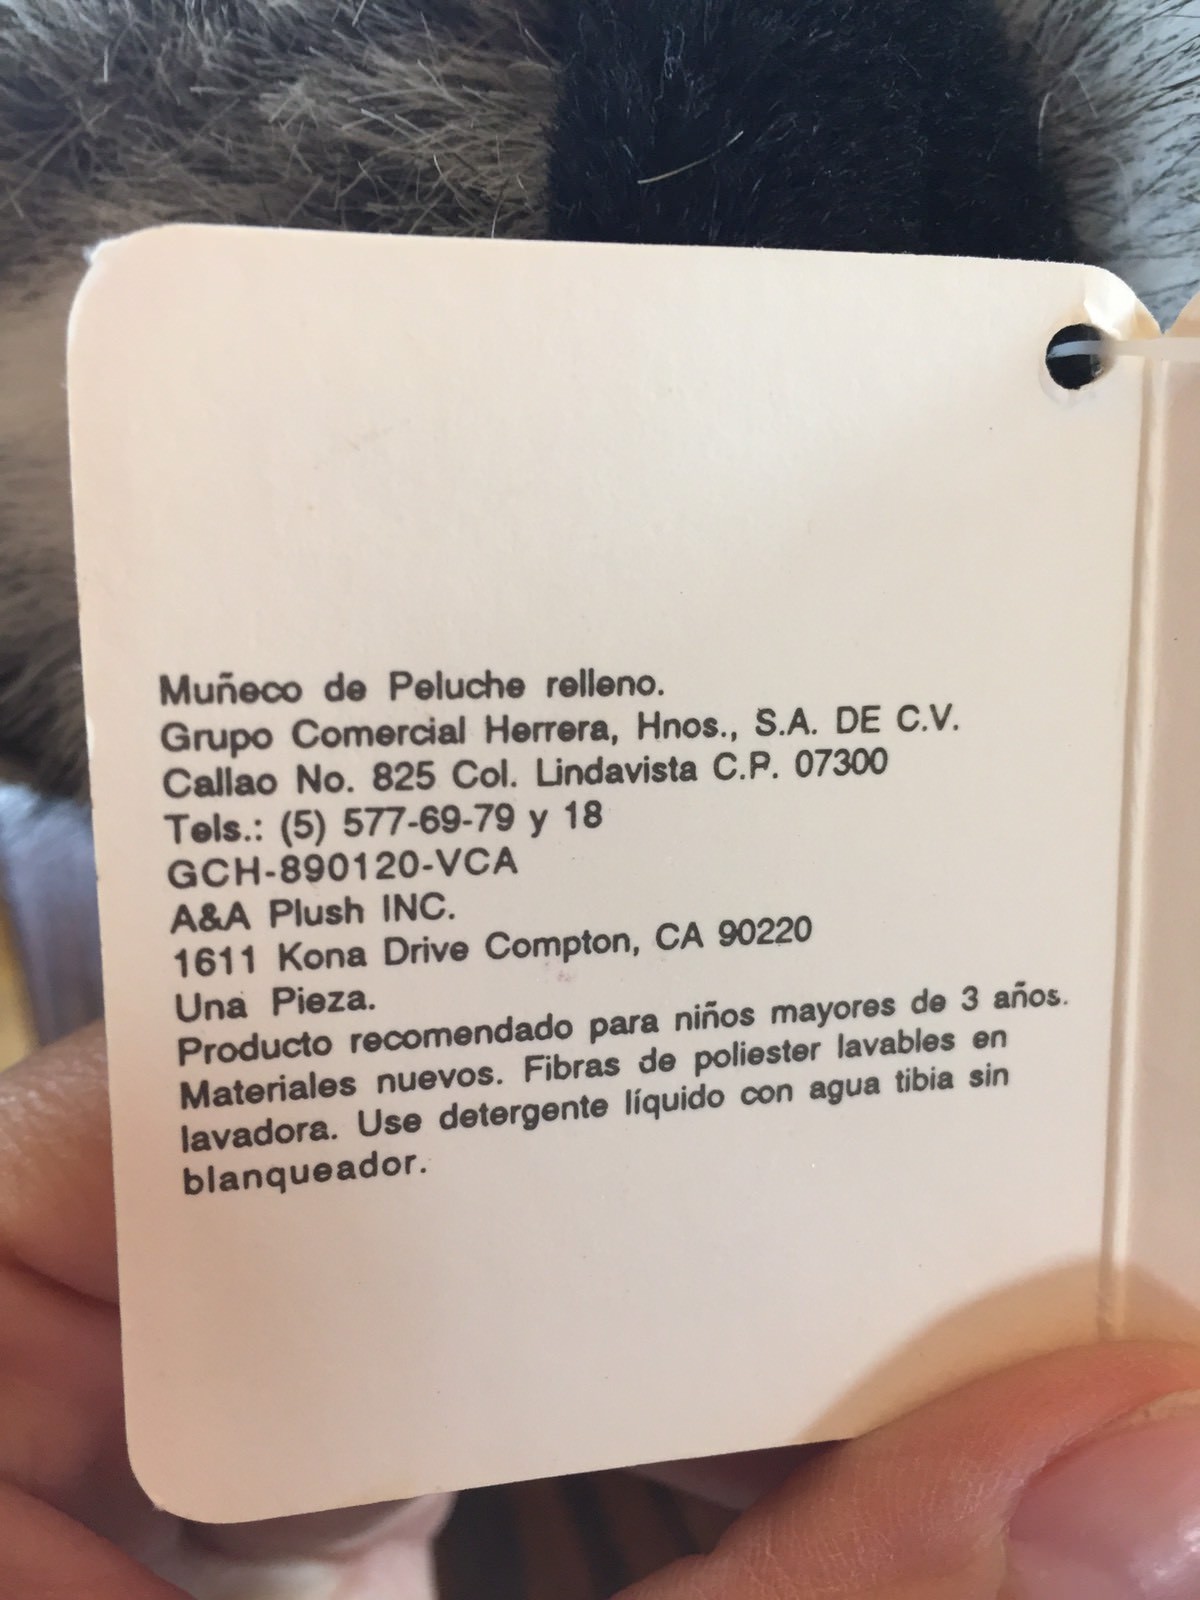 Muñeco de Peluche relleno.
Grupo Comercial Herrera, Hnos., S.A. DE C.V.
Callao No. 825 Col. Lindavista C.P. 07300
Tels.: (5) 577-69-79 y 18
GCH-890120-VCA
A&A Plush INC.
1611 Kona Drive Compton, CA 90220
Una Pieza.
Producto recomendado para niños mayores de 3 años.
Materiales nuevos. Fibras de poliester lavables en
lavadora. Use detergente líquido con agua tibia sin
blanqueador.